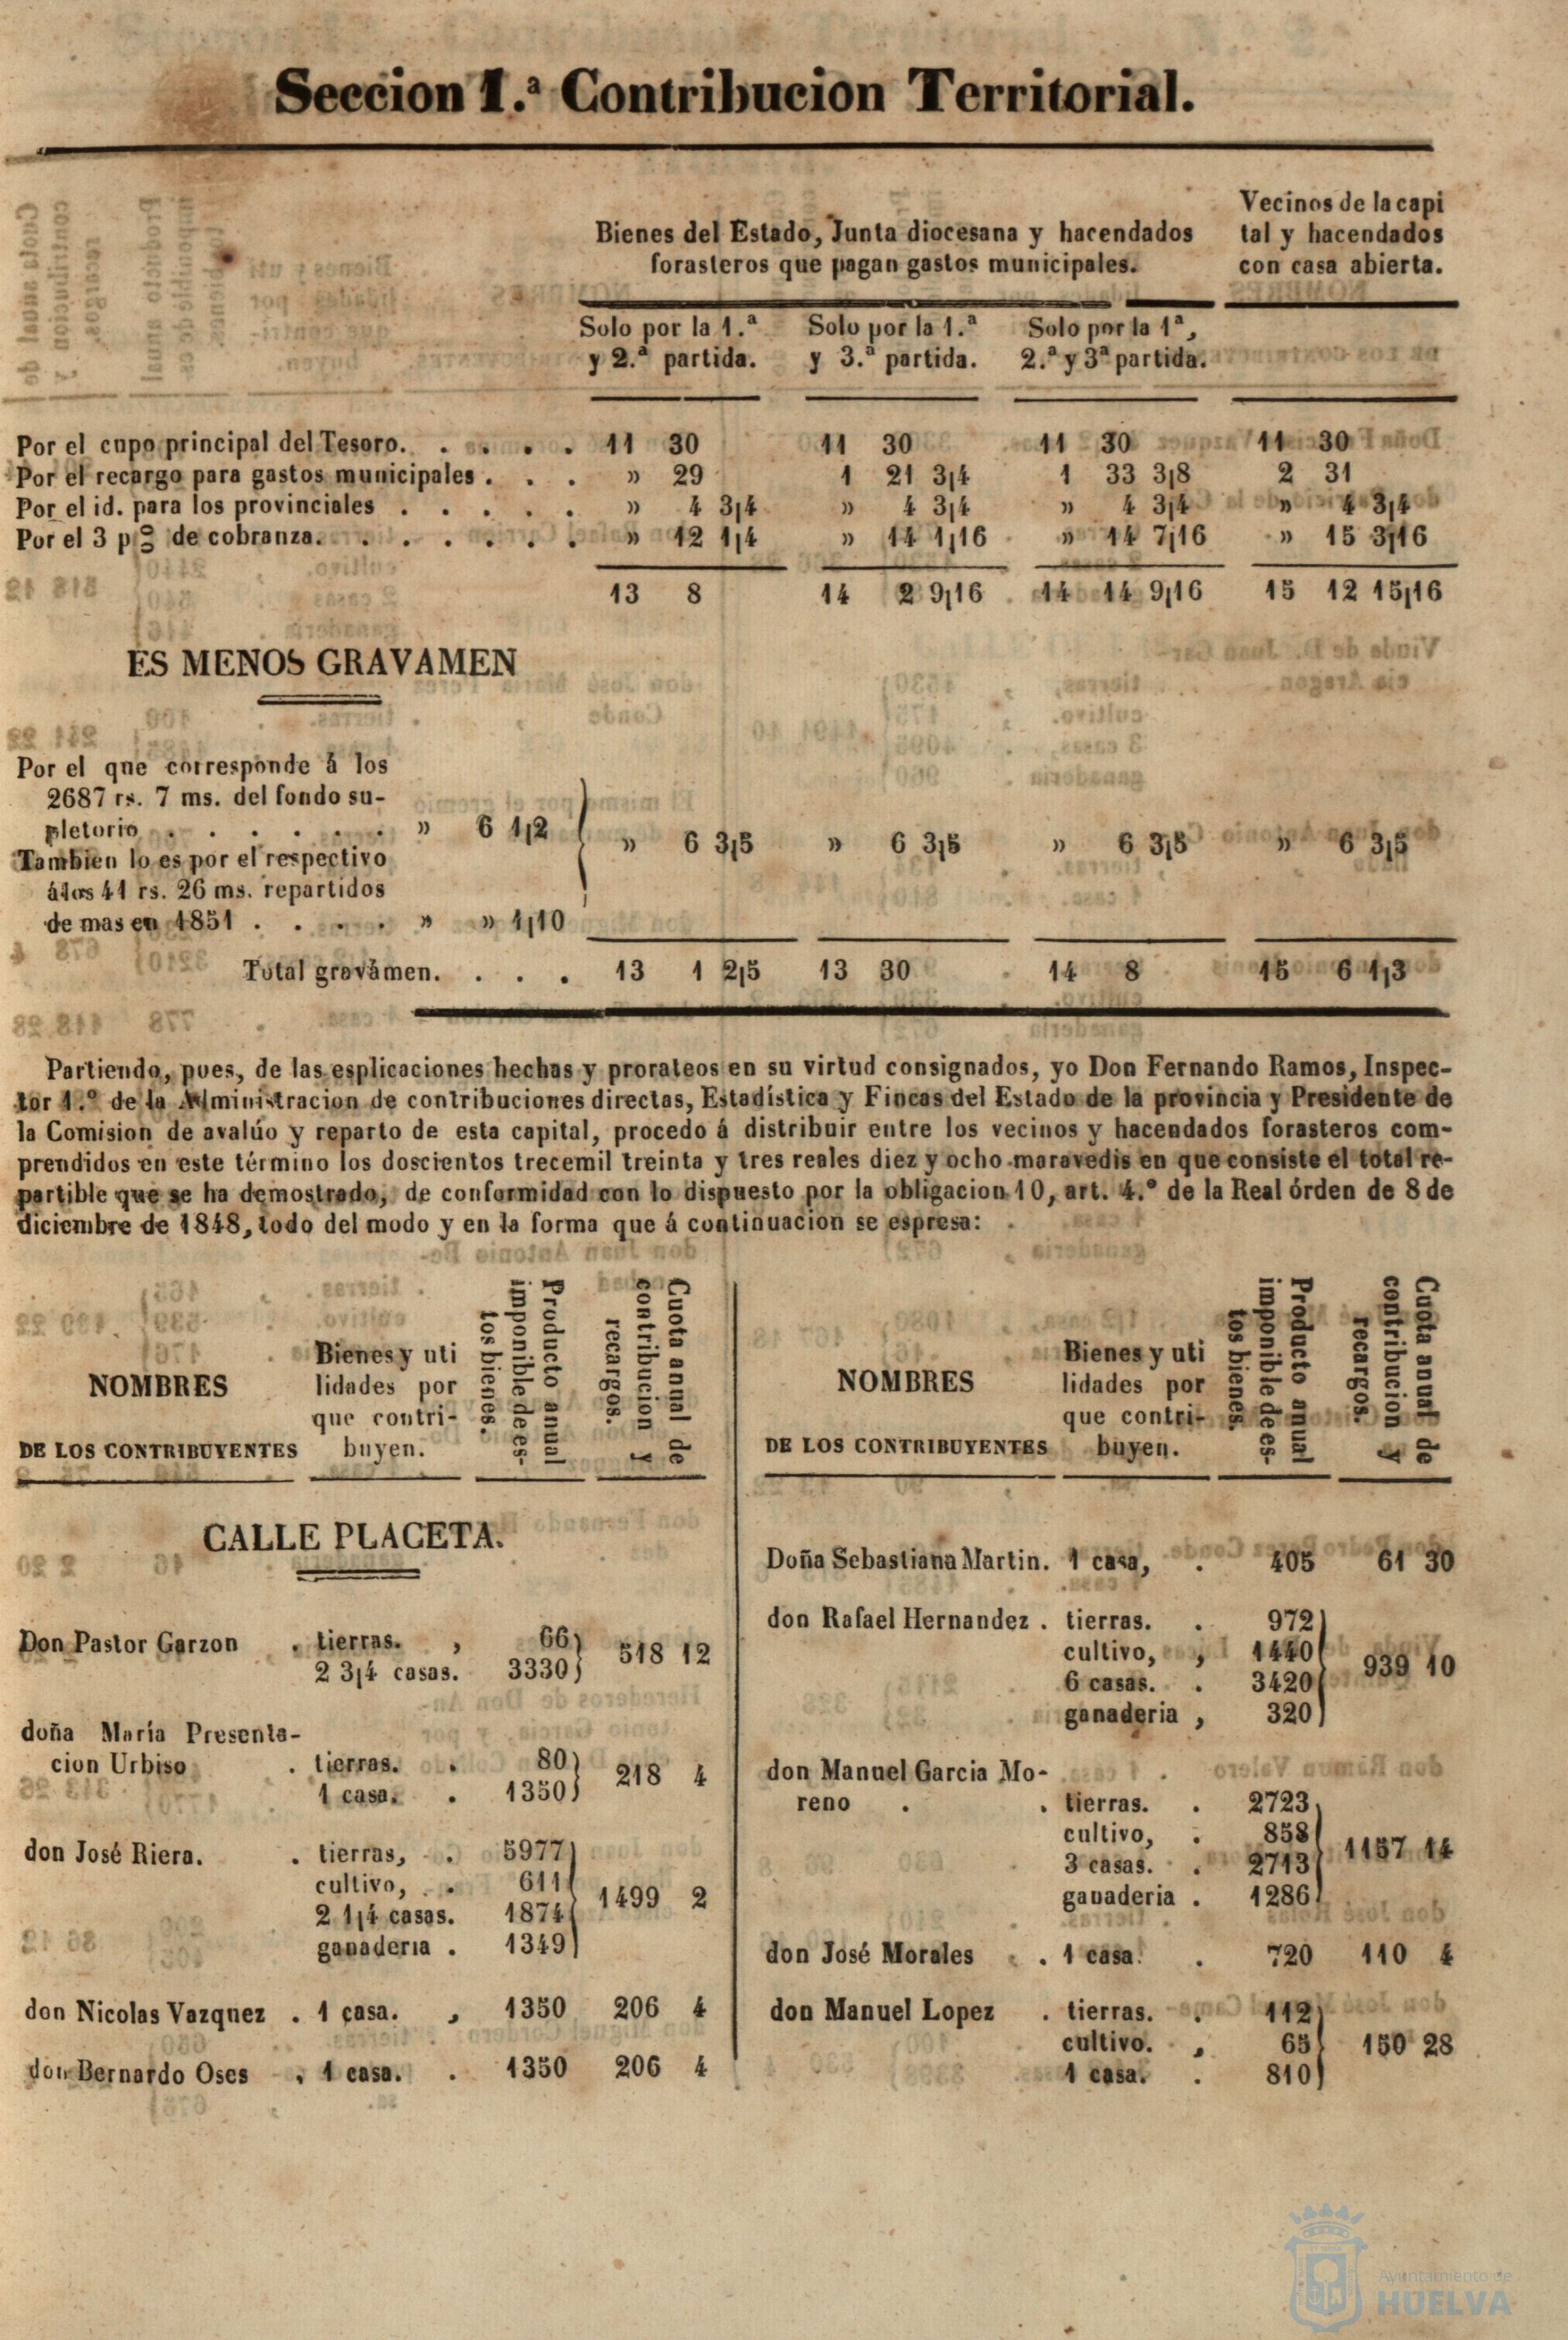 Seccion 1.ª Contribucion Territorial.
Bienes del Estado, Junta diocesana y hacendados
forasteros que pagan gastos municipales.
Vecinos de la capi
tal y hacendados
con casa abierta.
Solo por la 1.ª
y 2.ª partida.
Solo por la 1.ª
y 3.ª partida.
Solo por la 1ª,
2.ª y 3ª partida.
Por el cupo principal del Tesoro. . . . . . 11 30 11 30 11 30 11 30
Por el recargo para gastos municipales . . . » 29 1 21 3|4 1 33 3|8 2 31
Por el id. para los provinciales . . . . . » 4 3|4 » 4 3|4 » 4 3|4 » 4 3|4
Por el 3 p% de cobranza. . . . . . . . » 12 1|4 » 14 1|16 » 14 7|16 » 15 3|16
13 8 14 2 9|16 14 14 9|16 15 12 15|16
ES MENOS GRAVAMEN
Por el que corresponde á los
2687 rs. 7 ms. del fondo su-
pletorio . . . . . . » 6 1|2
» 6 3|5 » 6 3|5 » 6 3|5 » 6 3|5
Tambien lo es por el respectivo
á los 41 rs. 26 ms. repartidos
de mas en 1851 . . . . » » 1|10
Total gravámen. . . . 13 1 2|5 13 30 14 8 15 6 1|3
Partiendo, pues, de las esplicaciones hechas y prorateos en su virtud consignados, yo Don Fernando Ramos, Inspec-
tor 1.º de la Administracion de contribuciones directas, Estadística y Fincas del Estado de la provincia y Presidente de
la Comision de avalúo y reparto de esta capital, procedo á distribuir entre los vecinos y hacendados forasteros com-
prendidos en este término los doscientos trecemil treinta y tres reales diez y ocho maravedis en que consiste el total re-
partible que se ha demostrado, de conformidad con lo dispuesto por la obligacion 10, art. 4.º de la Real órden de 8 de
diciembre de 1848, todo del modo y en la forma que á continuacion se espresa:
NOMBRES
DE LOS CONTRIBUYENTES
Bienes y uti
lidades por
que contri-
buyen.
Producto anual
imponible de es-
tos bienes.
Cuota anual de
contribucion y
recargos.
CALLE PLACETA.
Don Pastor Garzon . tierras. , 66
518 12
2 3|4 casas. 3330
doña María Presenta-
cion Urbiso . tierras. . 80
218 4
1 casa. . 1350
don José Riera. . tierras, . 5977
cultivo, . 611
1499 2
2 1|4 casas. 1874
ganaderia . 1349
don Nicolas Vazquez . 1 casa. , 1350 206 4
don Bernardo Oses , 1 casa. . 1350 206 4
NOMBRES
DE LOS CONTRIBUYENTES
Bienes y uti
lidades por
que contri-
buyen.
Producto anual
imponible de es-
tos bienes.
Cuota anual de
contribucion y
recargos.
Doña Sebastiana Martin. 1 casa, . 405 61 30
don Rafael Hernandez . tierras. . 972
cultivo, , 1440
939 10
6 casas. . 3420
ganaderia , 320
don Manuel Garcia Mo-
reno . . tierras. . 2723
cultivo, . 858
1157 14
3 casas. . 2713
ganaderia . 1286
don José Morales . 1 casa. . 720 110 4
don Manuel Lopez . tierras. . 112
cultivo. , 65 150 28
1 casa. . 810
Ayuntamiento de
HUELVA